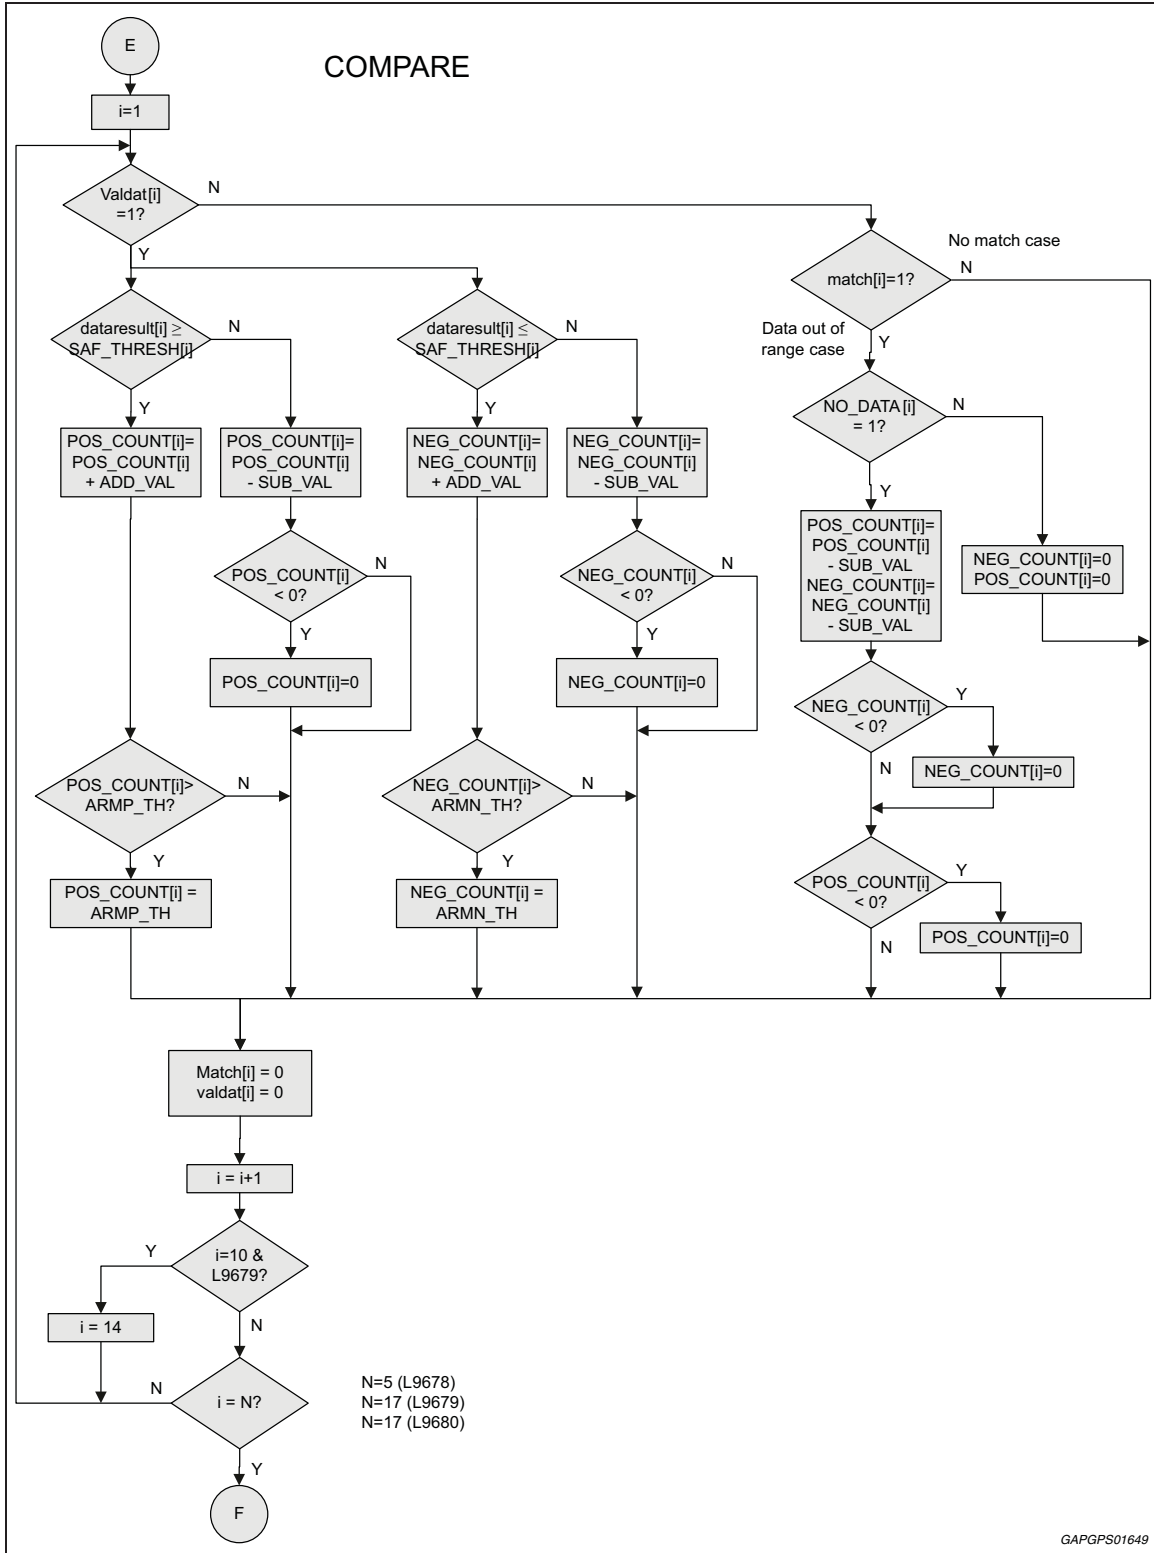 E
COMPARE
i=1
Valdat[i]
=1?
N
Y
No match case
match[i]=1?
N
Data out of
range case
Y
dataresult[i] ≥
SAF_THRESH[i]
N
Y
dataresult[i] ≤
SAF_THRESH[i]
N
Y
NO_DATA[i]
= 1?
N
Y
POS_COUNT[i]=
POS_COUNT[i]
+ ADD_VAL
POS_COUNT[i]=
POS_COUNT[i]
- SUB_VAL
NEG_COUNT[i]=
NEG_COUNT[i]
+ ADD_VAL
NEG_COUNT[i]=
NEG_COUNT[i]
- SUB_VAL
POS_COUNT[i]=
POS_COUNT[i]
- SUB_VAL
NEG_COUNT[i]=
NEG_COUNT[i]
- SUB_VAL
NEG_COUNT[i]=0
POS_COUNT[i]=0
POS_COUNT[i]
< 0?
N
Y
NEG_COUNT[i]
< 0?
N
Y
POS_COUNT[i]=0
NEG_COUNT[i]=0
NEG_COUNT[i]
< 0?
Y
N
NEG_COUNT[i]=0
POS_COUNT[i]>
ARMP_TH?
N
Y
NEG_COUNT[i]>
ARMN_TH?
N
Y
POS_COUNT[i] =
ARMP_TH
NEG_COUNT[i] =
ARMN_TH
POS_COUNT[i]
< 0?
Y
N
POS_COUNT[i]=0
Match[i] = 0
valdat[i] = 0
i = i+1
i=10 &
L9679?
Y
N
i = 14
i = N?
N
Y
N=5 (L9678)
N=17 (L9679)
N=17 (L9680)
F
GAPGPS01649